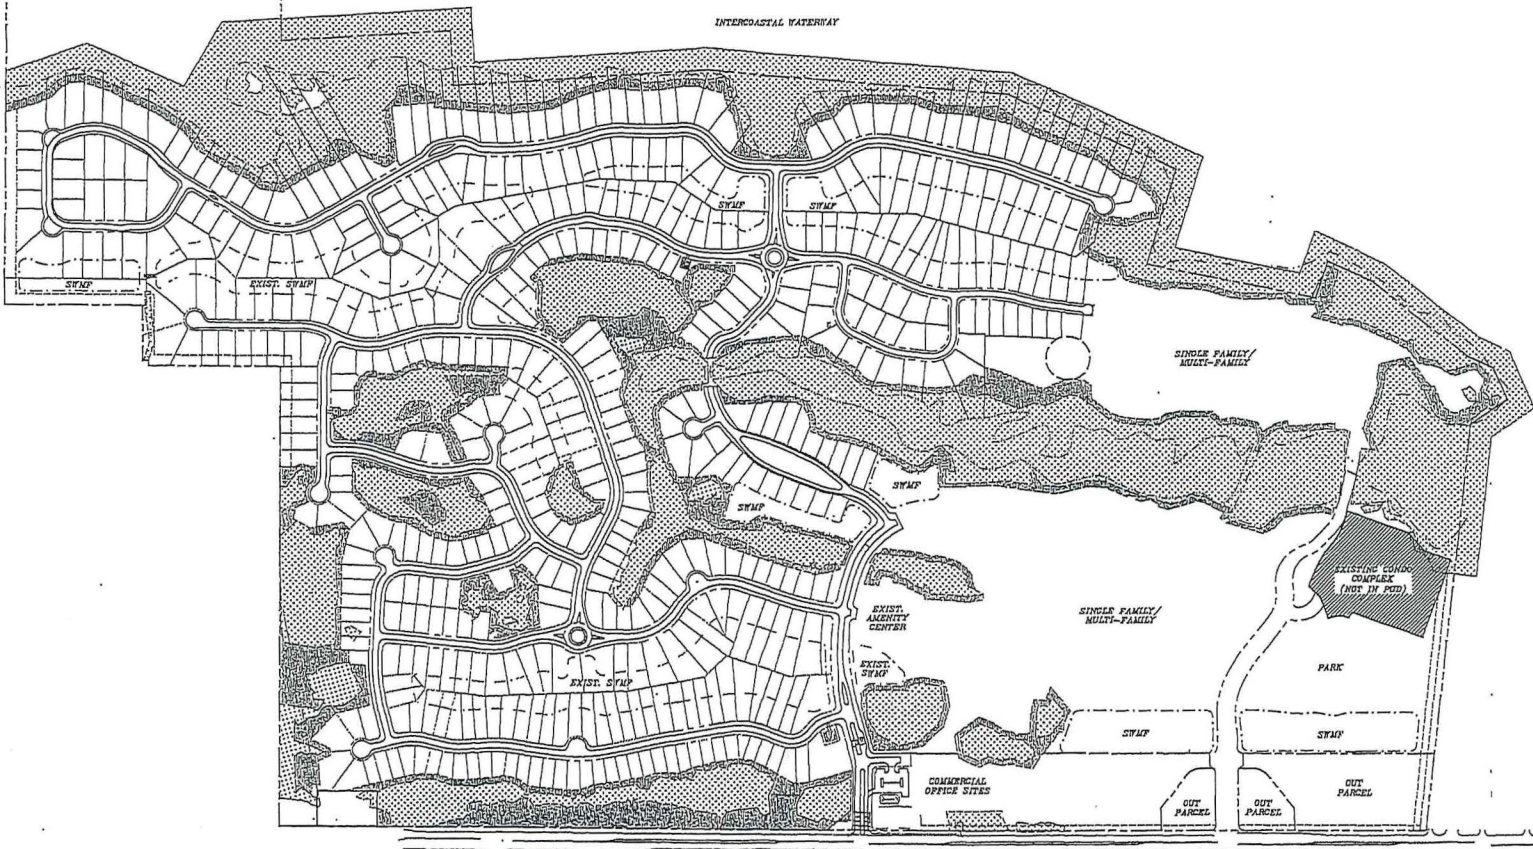 INTERCOASTAL WATERWAY
SWMF
SWMF
SWMF
EXIST. SWMF
SINGLE FAMILY/
MULTI-FAMILY
SWMF
SWMF
EXISTING CONDO
COMPLEX
(NOT IN PUD)
EXIST.
AMENITY
CENTER
SINGLE FAMILY/
MULTI-FAMILY
EXIST.
SWMF
PARK
EXIST. SWMF
SWMF
SWMF
COMMERCIAL
OFFICE SITES
OUT
PARCEL
OUT
PARCEL
OUT
PARCEL